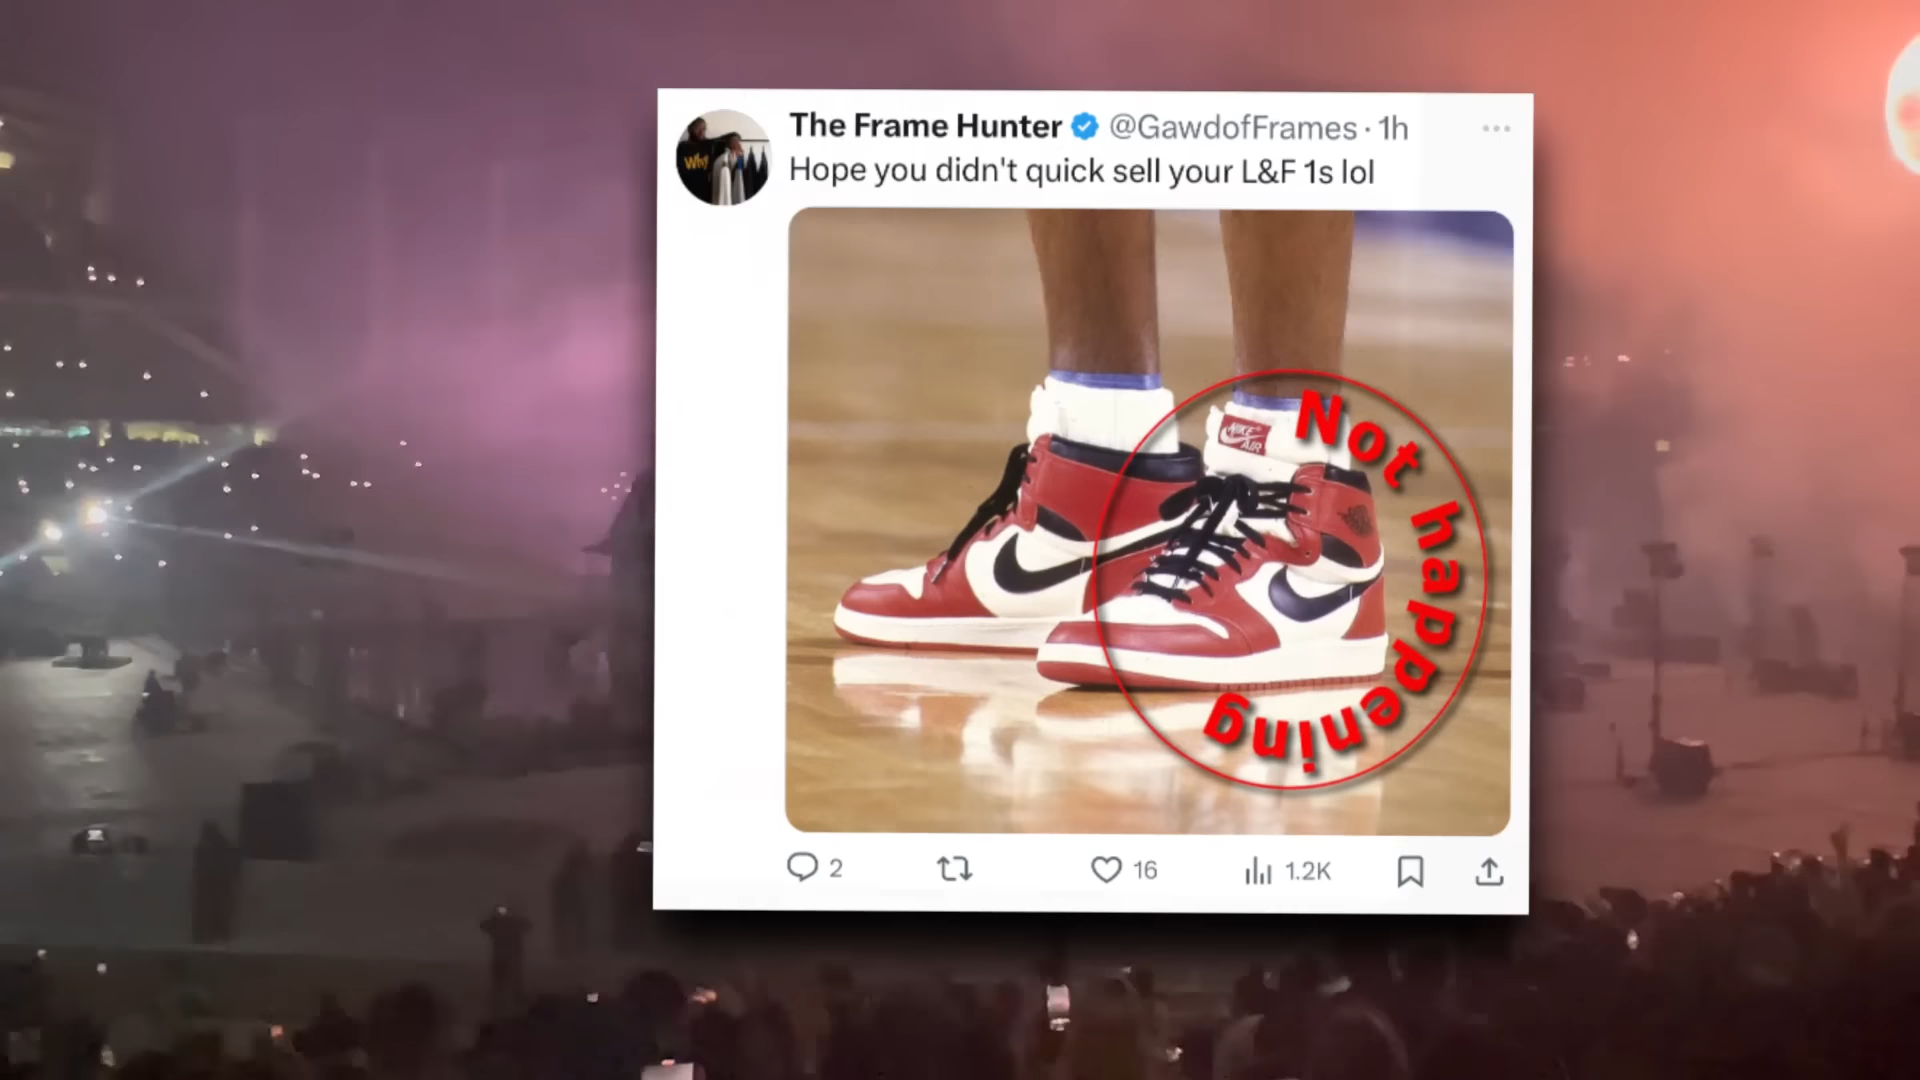 The Frame Hunter @GawdofFrames · 1h
Why
Hope you didn't quick sell your L&F 1s lol
NIKE
AIR
Not happening
2 16 1.2K